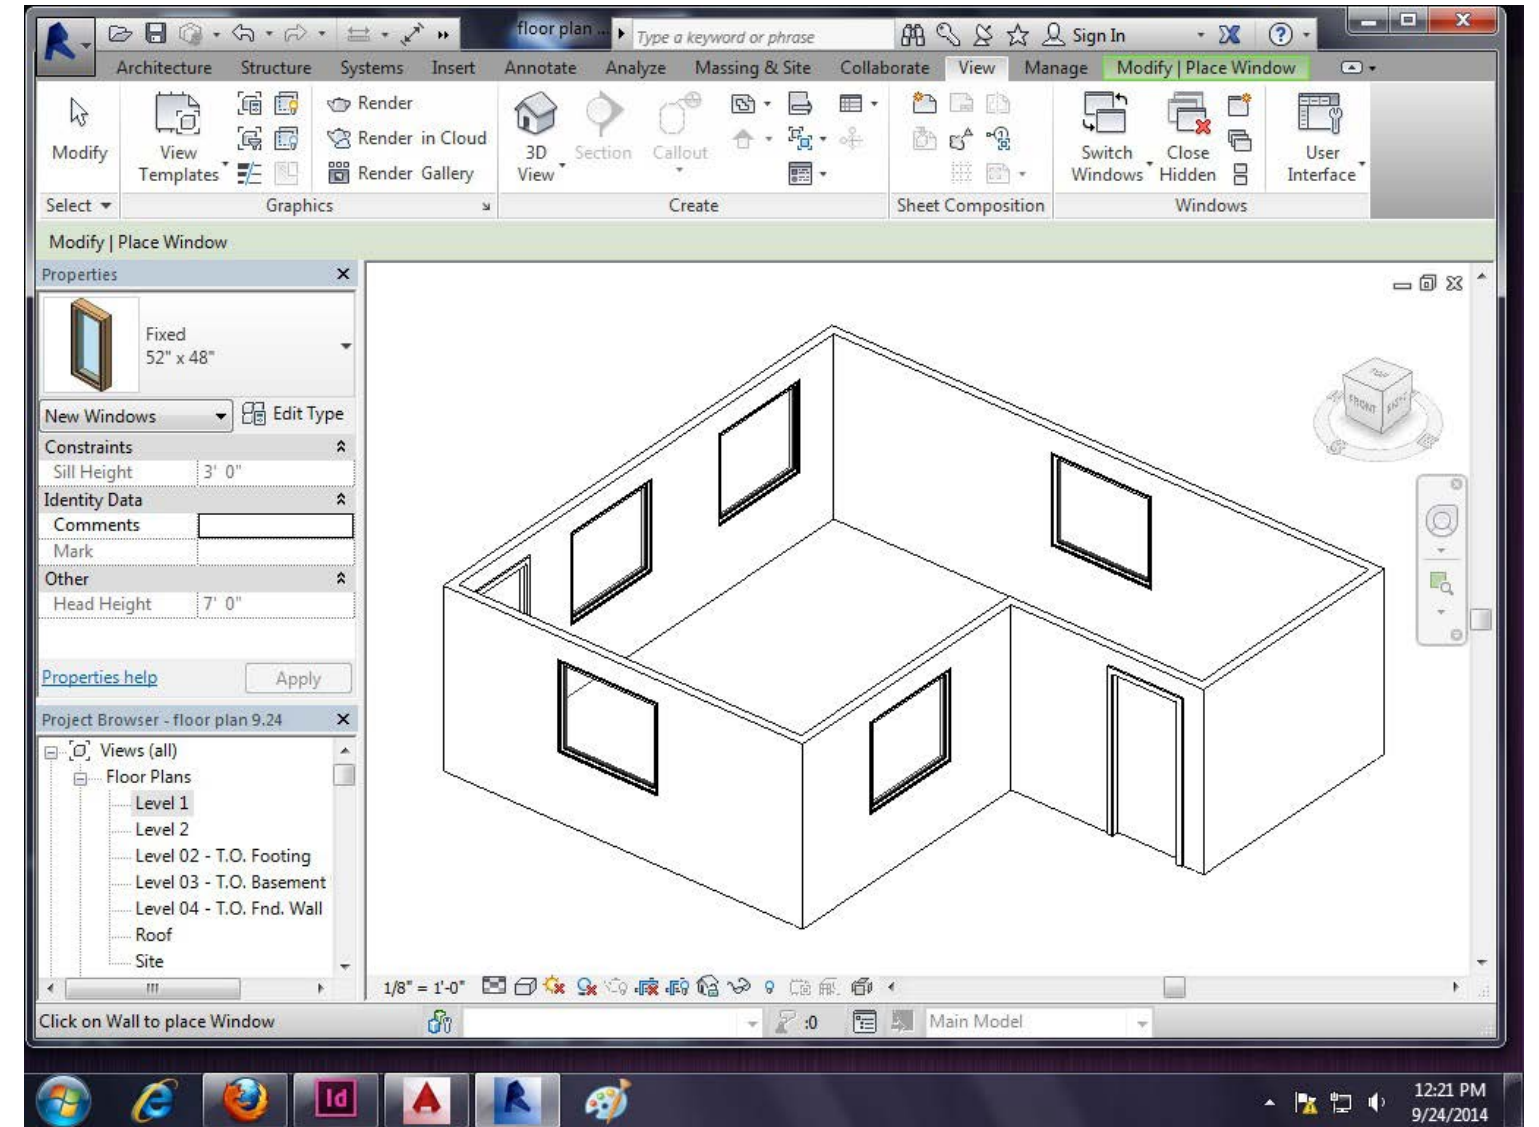 floor plan ...
Type a keyword or phrase
Sign In
Architecture Structure Systems Insert Annotate Analyze Massing & Site Collaborate View Manage Modify | Place Window
Modify
View
Templates
Render
Render in Cloud
Render Gallery
3D
View
Section
Callout
Switch
Windows
Close
Hidden
User
Interface
Select
Graphics
Create
Sheet Composition
Windows
Modify | Place Window
Properties
Fixed
52" x 48"
New Windows
Edit Type
Constraints
Sill Height 3' 0"
Identity Data
Comments
Mark
Other
Head Height 7' 0"
Properties help
Apply
TOP
FRONT
RIGHT
Project Browser - floor plan 9.24
Views (all)
Floor Plans
Level 1
Level 2
Level 02 - T.O. Footing
Level 03 - T.O. Basement
Level 04 - T.O. Fnd. Wall
Roof
Site
1/8" = 1'-0"
Click on Wall to place Window
:0
Main Model
Id
12:21 PM
9/24/2014